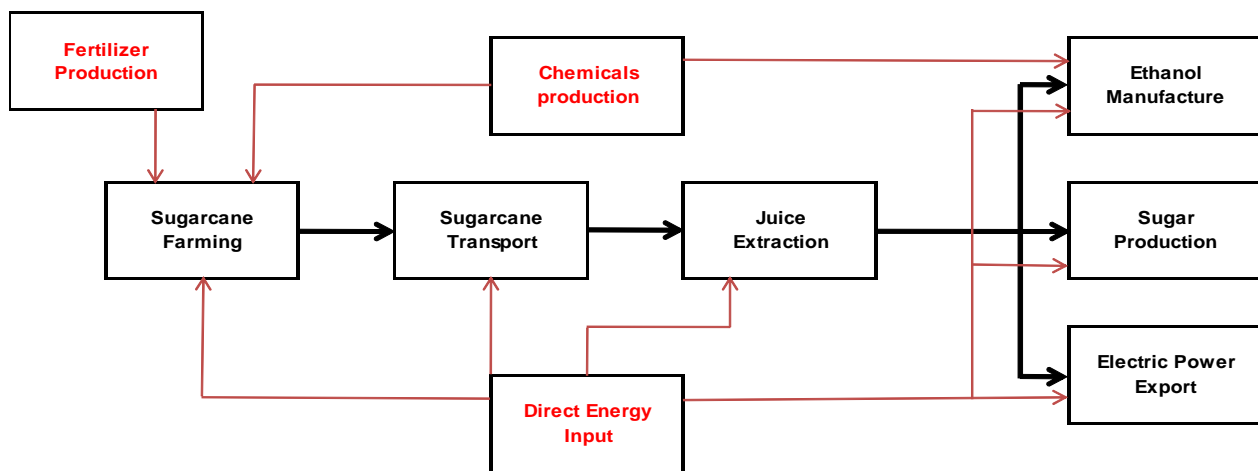 Fertilizer
Production
Chemicals
production
Ethanol
Manufacture
Sugarcane
Farming
Sugarcane
Transport
Juice
Extraction
Sugar
Production
Electric Power
Export
Direct Energy
Input